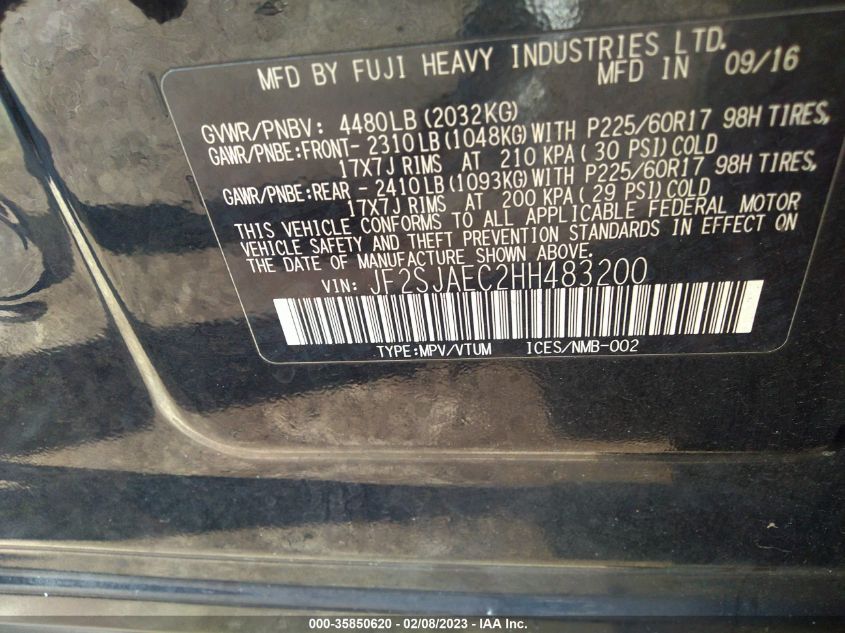 MFD BY FUJI HEAVY INDUSTRIES LTD.
MFD IN 09/16
GVWR/PNBV: 4480LB(2032KG)
GAWR/PNBE:FRONT- 2310LB(1048KG)WITH P225/60R17 98H TIRES,
17X7J RIMS AT 210 KPA(30 PSI)COLD
GAWR/PNBE:REAR - 2410LB(1093KG)WITH P225/60R17 98H TIRES,
17X7J RIMS AT 200 KPA(29 PSI)COLD
THIS VEHICLE CONFORMS TO ALL APPLICABLE FEDERAL MOTOR
VEHICLE SAFETY AND THEFT PREVENTION STANDARDS IN EFFECT ON
THE DATE OF MANUFACTURE SHOWN ABOVE.
VIN: JF2SJAEC2HH483200
TYPE:MPV/VTUM ICES/NMB-002
000-35850620 - 02/08/2023 - © IAA Inc.